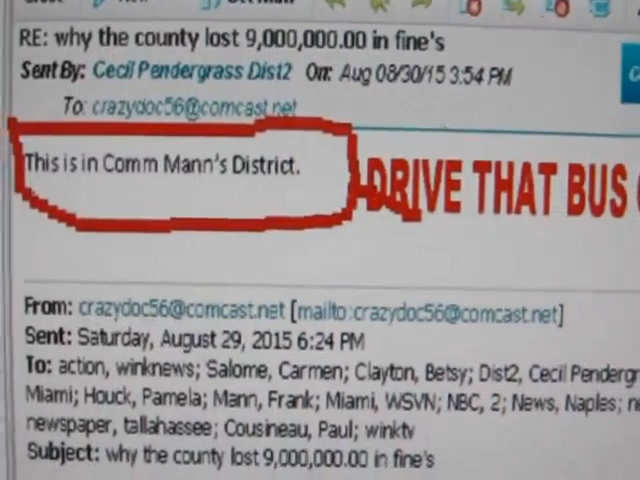 RE: why the county lost 9,000,000.00 in fine's
Sent By: Cecil Pendergrass Dist2 On: Aug 08/30/15 3:54 PM
To: crazydoc56@comcast.net
This is in Comm Mann's District.
DRIVE THAT BUS
From: crazydoc56@comcast.net [mailto:crazydoc56@comcast.net]
Sent: Saturday, August 29, 2015 6:24 PM
To: action, winknews; Salome, Carmen; Clayton, Betsy; Dist2, Cecil Pendergr
Miami; Houck, Pamela; Mann, Frank; Miami, WSVN; NBC, 2; News, Naples;
newspaper, tallahassee; Cousineau, Paul; winktv
Subject: why the county lost 9,000,000.00 in fine's